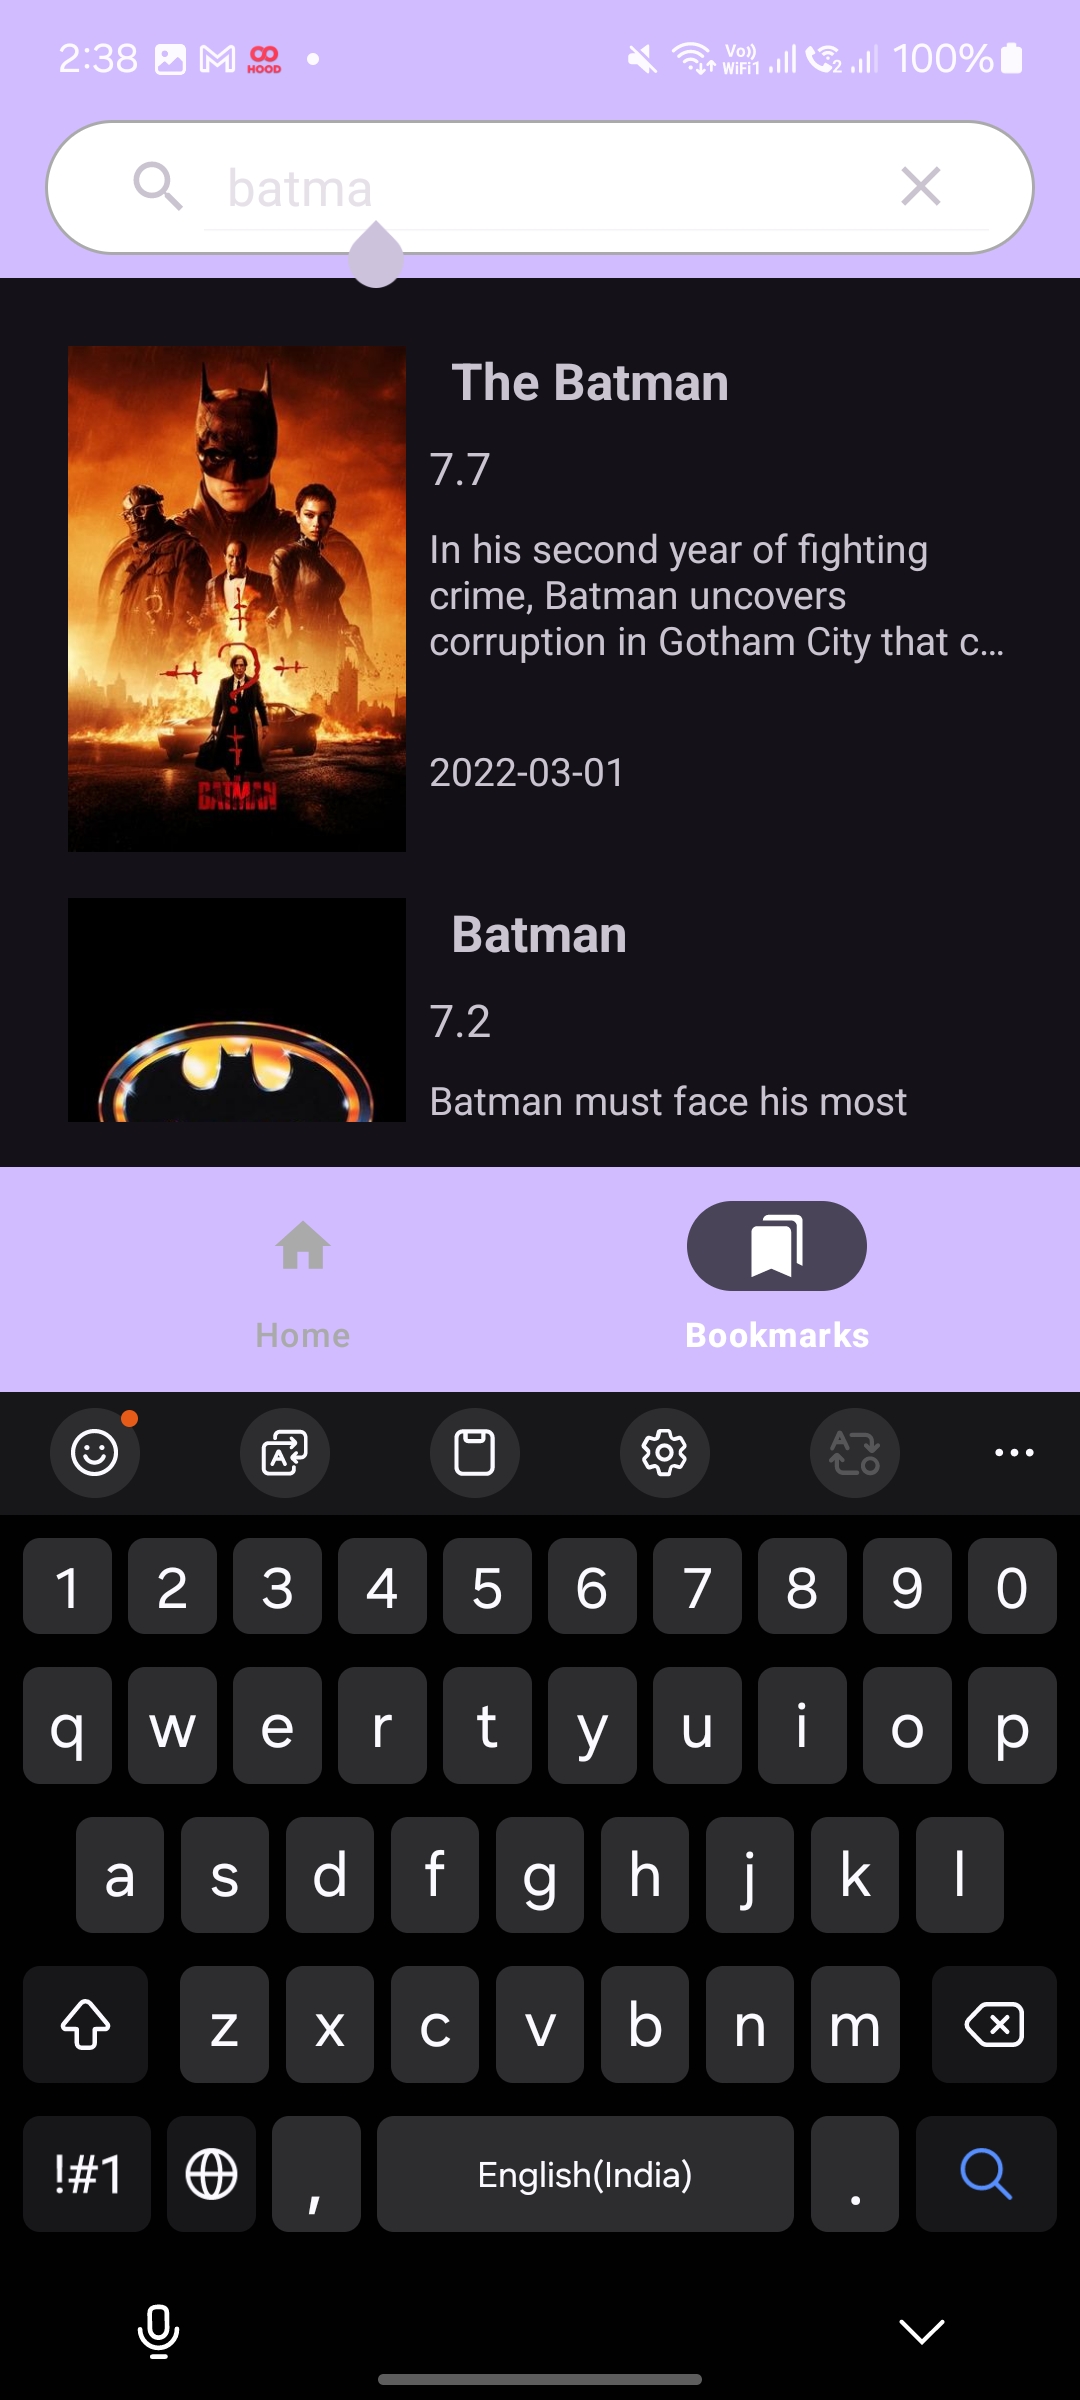 2:38 HOOD Vo)) WiFi1 2 100%
batma
The Batman
7.7
In his second year of fighting
crime, Batman uncovers
corruption in Gotham City that c...
2022-03-01
BATMAN
Batman
7.2
Batman must face his most
Home Bookmarks
1 2 3 4 5 6 7 8 9 0
q w e r t y u i o p
a s d f g h j k l
z x c v b n m
!#1 , English(India) .